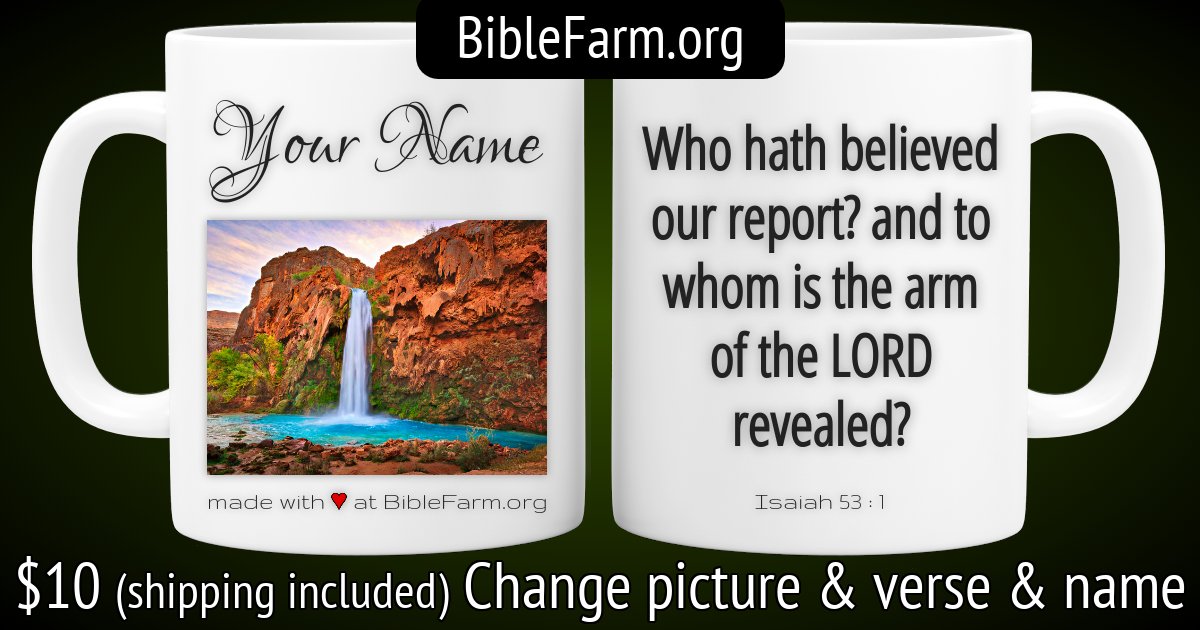 BibleFarm.org
Your Name
made with ♥ at BibleFarm.org
Who hath believed
our report? and to
whom is the arm
of the LORD
revealed?
Isaiah 53 : 1
$10 (shipping included) Change picture & verse & name